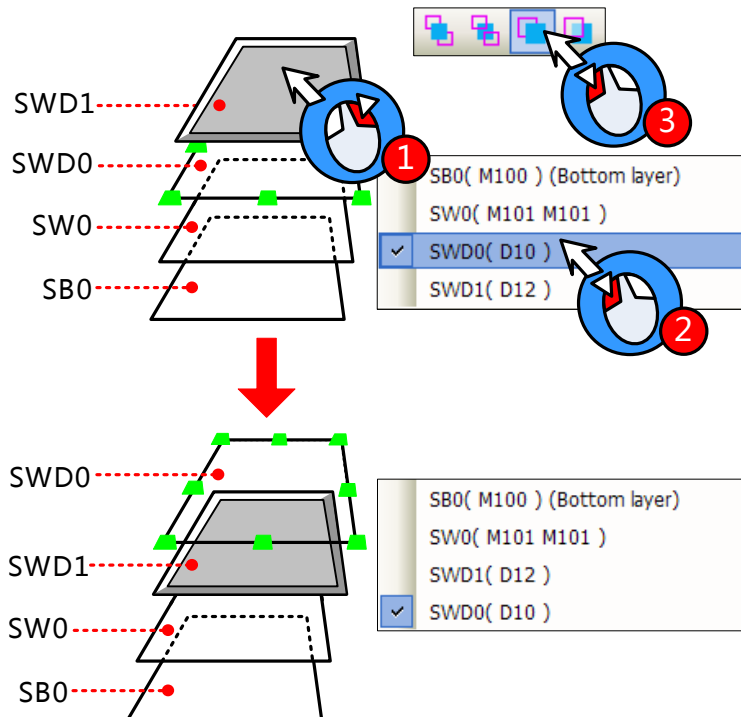 SWD1
SWD0
SW0
SB0
1
3
SB0( M100 ) (Bottom layer)
SW0( M101 M101 )
SWD0( D10 )
SWD1( D12 )
2
SWD0
SWD1
SW0
SB0
SB0( M100 ) (Bottom layer)
SW0( M101 M101 )
SWD1( D12 )
SWD0( D10 )